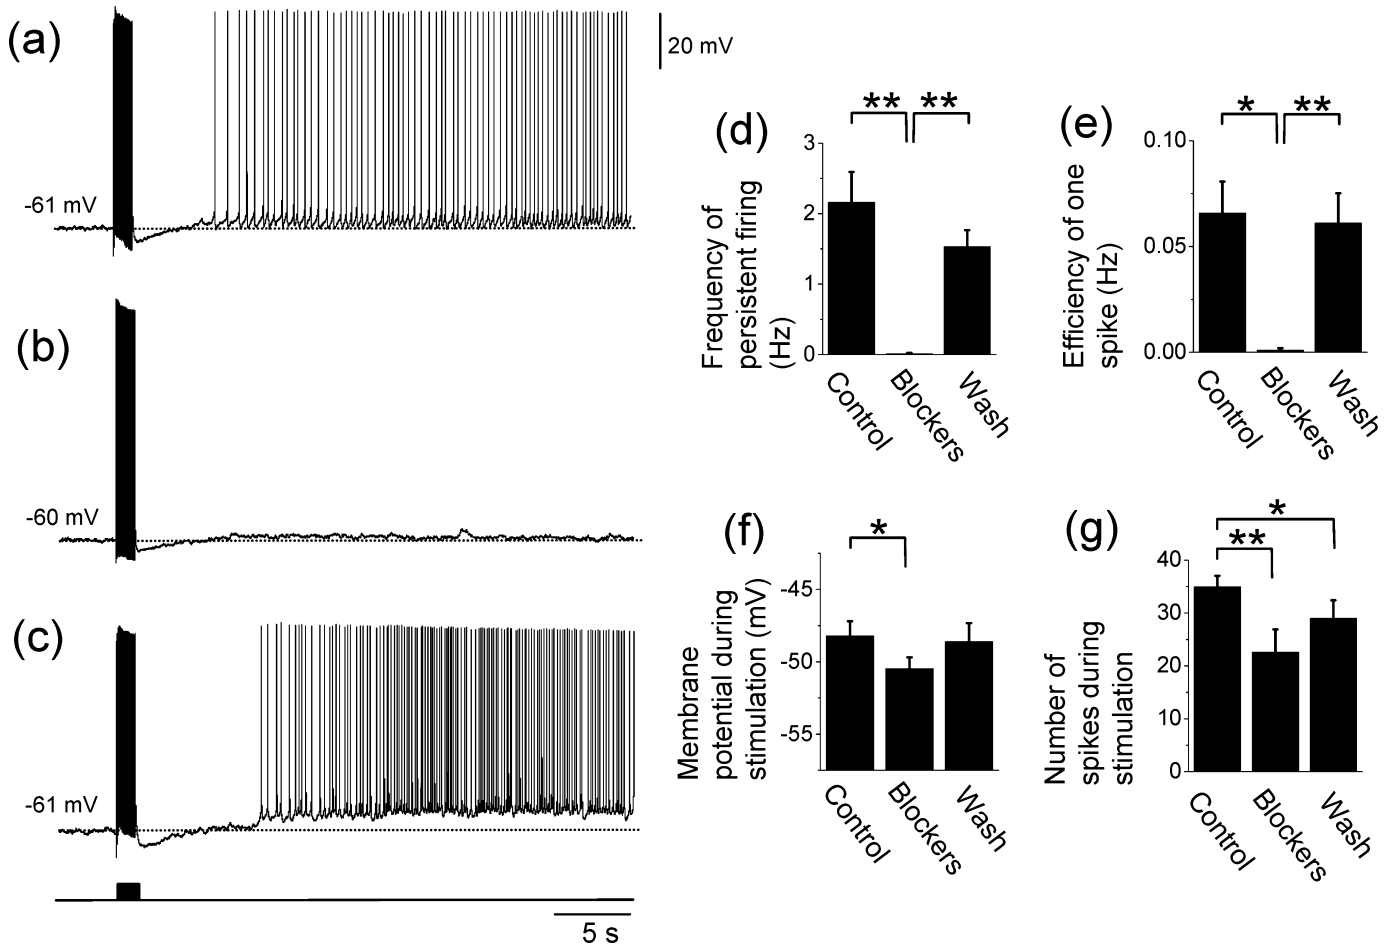 (a)
20 mV
-61 mV
(b)
-60 mV
(c)
-61 mV
5 s
(d)
** **
Frequency of
persistent firing
(Hz)
3
2
1
0
Control
Blockers
Wash
(e)
* **
Efficiency of one
spike (Hz)
0.10
0.05
0.00
Control
Blockers
Wash
(f)
*
Membrane
potential during
stimulation (mV)
-45
-50
-55
Control
Blockers
Wash
(g)
*
**
Number of
spikes during
stimulation
40
30
20
10
0
Control
Blockers
Wash